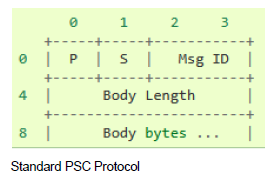 0 1 2 3
+-----+-----+-----------+
0 | P | S | Msg ID |
+-----+-----+-----------+
4 | Body Length |
+-----------------------+
8 | Body bytes ... |
Standard PSC Protocol